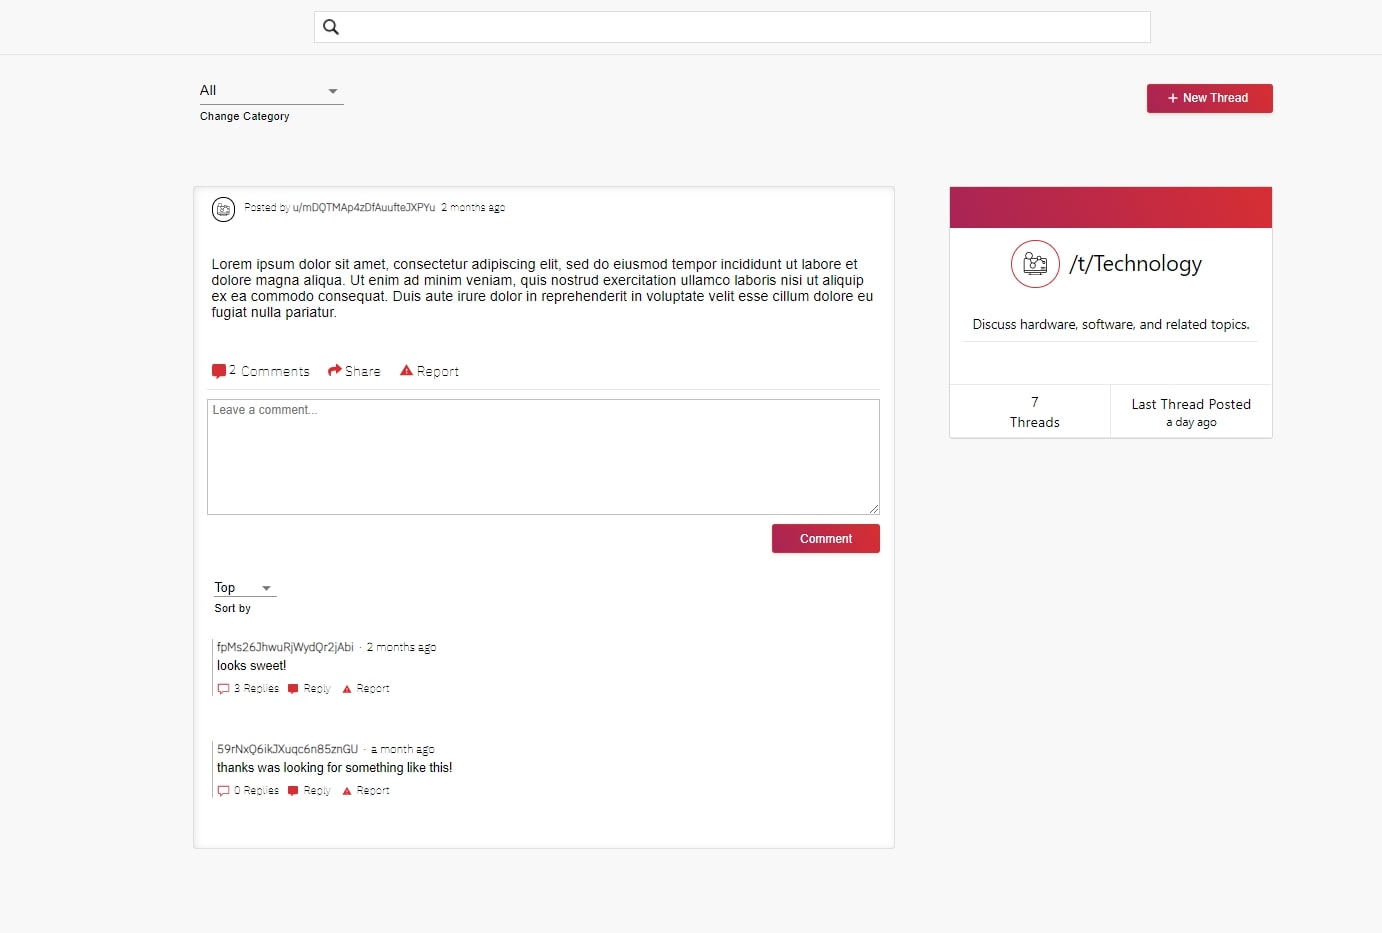 All
Change Category
+ New Thread
Posted by u/mDQTMAp4zDfAuufteJXPYu 2 months ago
Lorem ipsum dolor sit amet, consectetur adipiscing elit, sed do eiusmod tempor incididunt ut labore et
dolore magna aliqua. Ut enim ad minim veniam, quis nostrud exercitation ullamco laboris nisi ut aliquip
ex ea commodo consequat. Duis aute irure dolor in reprehenderit in voluptate velit esse cillum dolore eu
fugiat nulla pariatur.
2 Comments Share Report
Leave a comment...
Comment
Top
Sort by
fpMs26JhwuRjWydQr2jAbi · 2 months ago
looks sweet!
3 Replies Reply Report
59rNxQ6ikJXuqc6n85znGU · a month ago
thanks was looking for something like this!
0 Replies Reply Report
/t/Technology
Discuss hardware, software, and related topics.
7
Threads
Last Thread Posted
a day ago